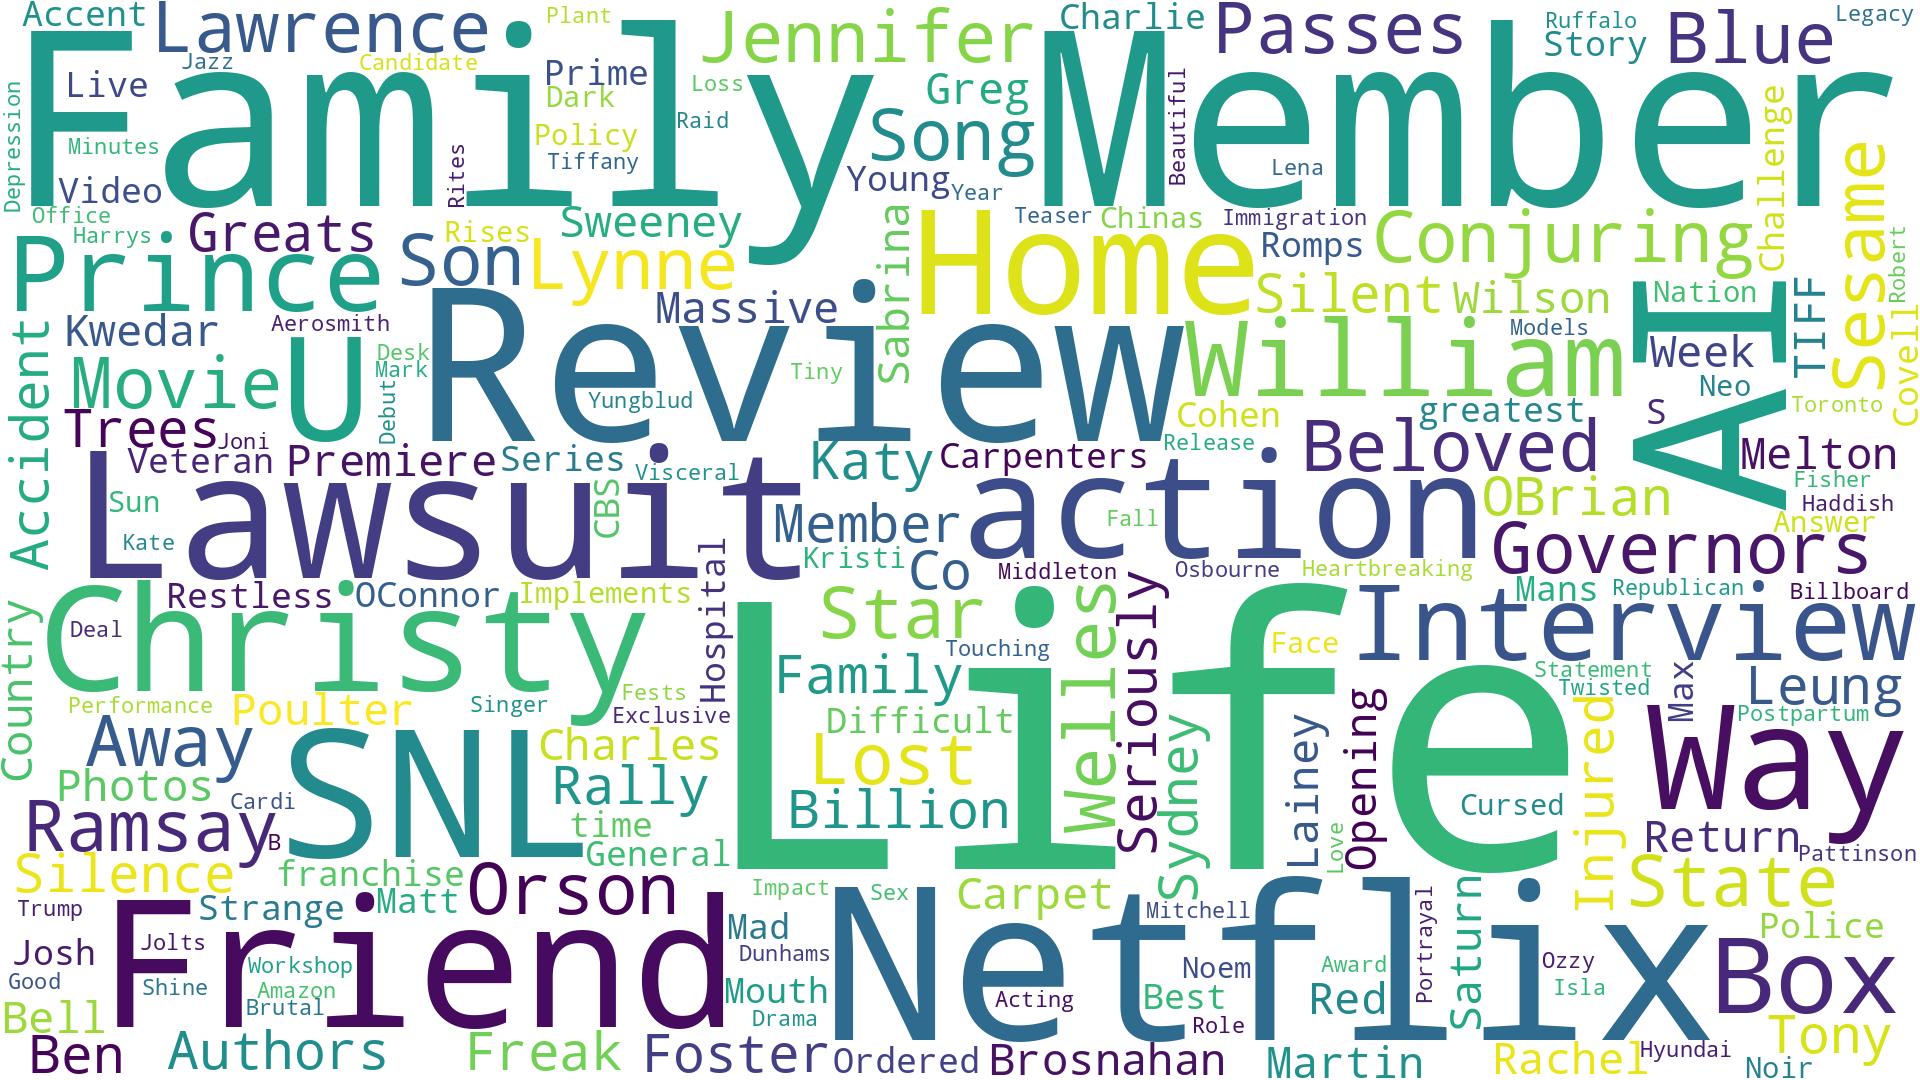 Accent
Lawrence
Plant
Jennifer
Charlie
Passes
Ruffalo
Story
Blue
Legacy
Family
Member
Jazz
Candidate
Live
Prime
Dark
Loss
Greg
Beautiful
Challenge
Depression
Minutes
Policy
Raid
Song
Lena
Sesame
Video
Rites
Tiffany
Young
Year
Office
Harrys
Greats
Rises
Sweeney
Sabrina
Home
Teaser
Chinas
Immigration
Romps
Conjuring
Robert
Prince
Son
Lynne
Massive
Silent
Wilson
Nation
TIFF
Kwedar
Aerosmith
Review
William
Models
Week
AI
Covell
Accident
Movie
U
Desk
Mark
Debut
Yungblud
Tiny
Neo
Toronto
Trees
Joni
Cohen
greatest
S
Release
Beloved
Melton
Veteran
Premiere
Series
Visceral
Katy
Carpenters
Fisher
Haddish
Lawsuit
action
OBrian
Answer
Sun
Kate
CBS
Member
Fall
Governors
Hospital
Kristi
Co
Middleton
Osbourne
Heartbreaking
Restless
OConnor
Implements
Mans
Republican
Billboard
Country
Christy
Deal
Star
Welles
Seriously
Life
Interview
Touching
Face
Statement
Twisted
Max
Leung
Family
Performance
Poulter
Singer
Fests
Exclusive
Difficult
Sydney
Lainey
Opening
Injured
Way
Postpartum
Away
SNL
Charles
Lost
Photos
Cardi
Rally
Billion
Cursed
Ramsay
B
time
General
Love
Return
Pattinson
Silence
franchise
Orson
Impact
Sex
Carpet
State
Trump
Strange
Matt
Friend
Mad
Netflix
Mitchell
Portrayal
Saturn
Police
Josh
Jolts
Workshop
Dunhams
Noem
Award
Ozzy
Box
Good
Shine
Amazon
Brutal
Mouth
Acting
Best
Red
Isla
Bell
Drama
Role
Tony
Ben
Authors
Freak
Foster
Ordered
Brosnahan
Martin
Rachel
Hyundai
Noir